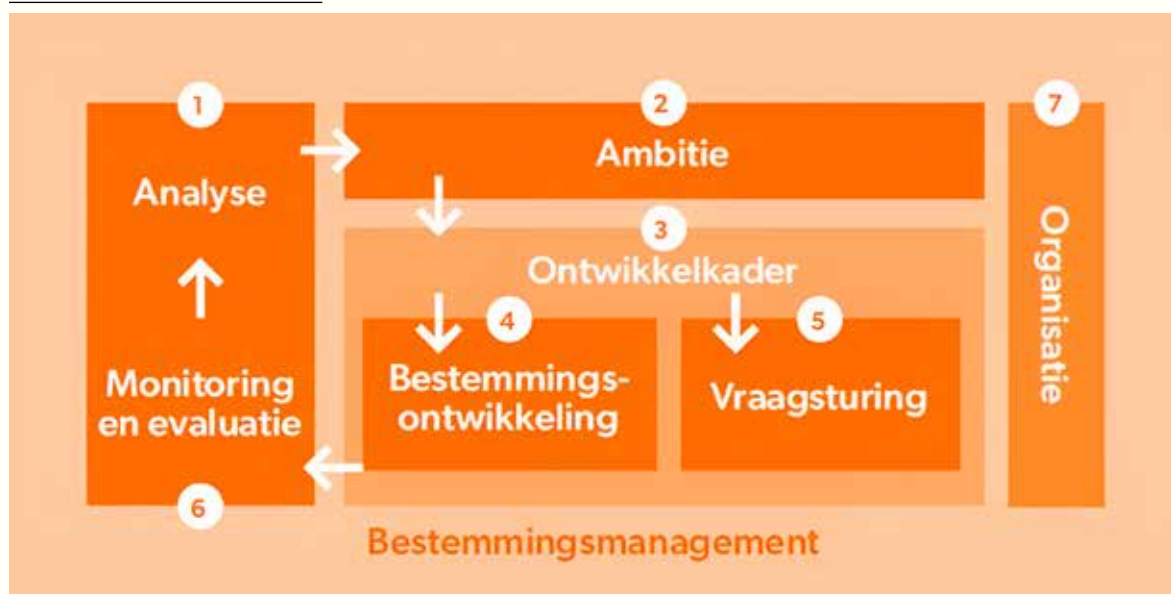 1
Analyse
Monitoring
en evaluatie
6
2
Ambitie
3
Ontwikkelkader
4
Bestemmings-
ontwikkeling
5
Vraagsturing
7
Organisatie
Bestemmingsmanagement